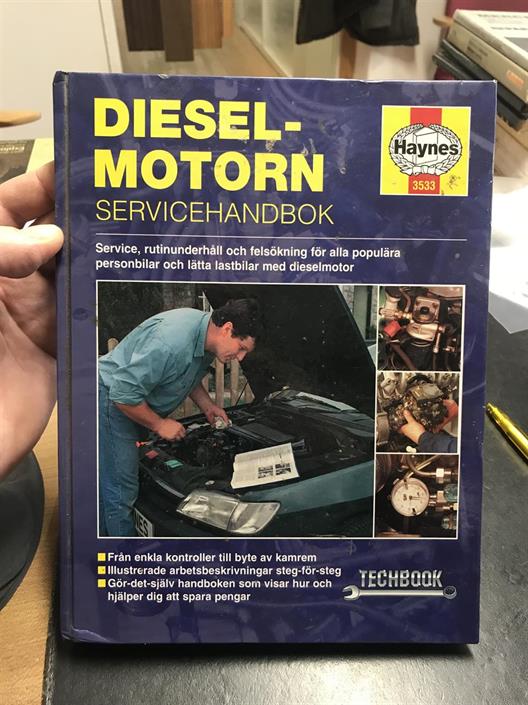 DIESEL-
MOTORN
SERVICEHANDBOK
Haynes
3533
Service, rutinunderhåll och felsökning för alla populära
personbilar och lätta lastbilar med dieselmotor
Från enkla kontroller till byte av kamrem
Illustrerade arbetsbeskrivningar steg-för-steg
Gör-det-själv handboken som visar hur och
hjälper dig att spara pengar
TECHBOOK